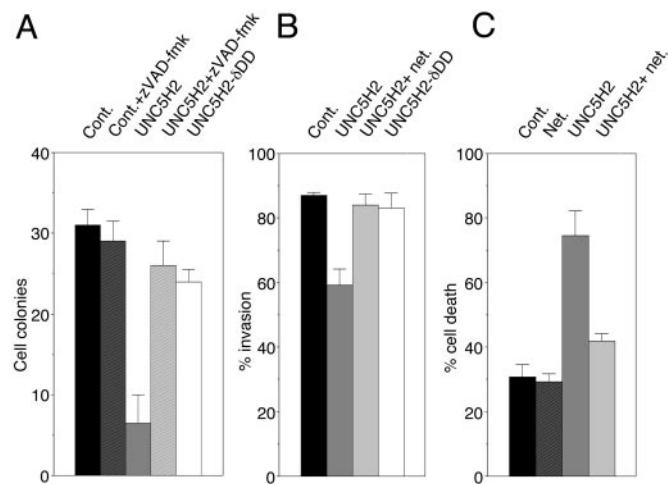 A
Cont.
Cont.+zVAD-fmk
UNC5H2
UNC5H2+zVAD-fmk
UNC5H2-δDD
40
30
20
10
0
Cell colonies
B
Cont.
UNC5H2
UNC5H2+ net.
UNC5H2-δDD
100
80
60
40
20
0
% invasion
C
Cont.
Net.
UNC5H2
UNC5H2+ net.
100
80
60
40
20
0
% cell death